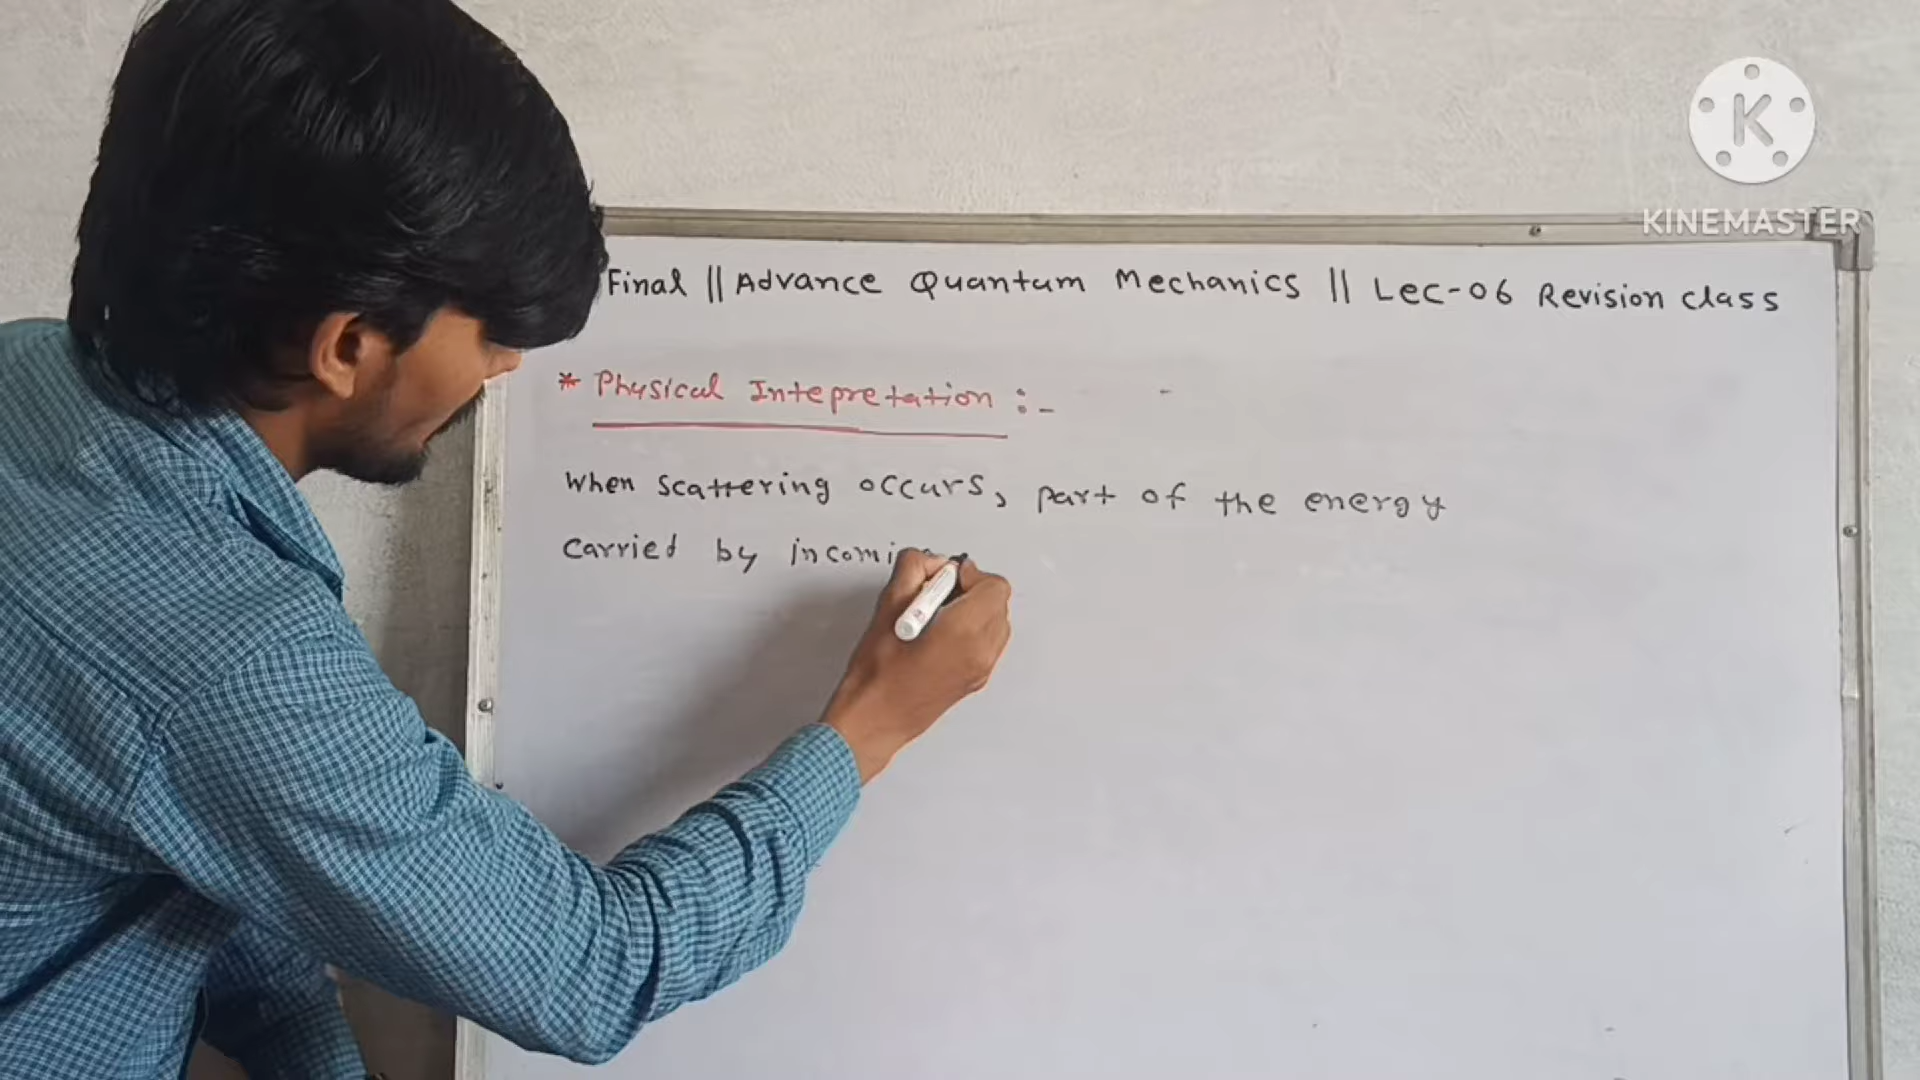 K
KINEMASTER
Final || Advance Quantum Mechanics || Lec-06 Revision class
* Physical Intepretation :-
When scattering occurs, part of the energy
carried by